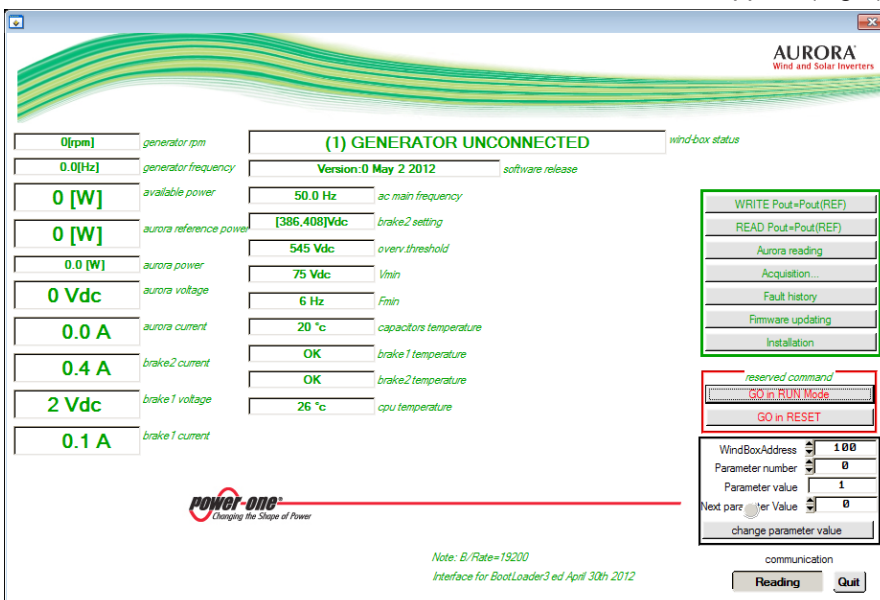 AURORA
Wind and Solar Inverters
0[rpm] generator rpm
(1) GENERATOR UNCONNECTED wind-box status
0.0[Hz] generator frequency
Version:0 May 2 2012 software release
0 [W] available power
50.0 Hz ac main frequency
0 [W] aurora reference power
[386,408]Vdc brake2 setting
545 Vdc overv.threshold
0.0 [W] aurora power
75 Vdc Vmin
0 Vdc aurora voltage
6 Hz Fmin
0.0 A aurora current
20 °c capacitors temperature
0.4 A brake2 current
OK brake1 temperature
OK brake2 temperature
2 Vdc brake1 voltage
26 °c cpu temperature
0.1 A brake1 current
WRITE Pout=Pout(REF)
READ Pout=Pout(REF)
Aurora reading
Acquisition...
Fault history
Firmware updating
Installation
reserved command
GO in RUN Mode
GO in RESET
WindBoxAddress 100
Parameter number 0
Parameter value 1
Next Value 0
change parameter value
power-one
Changing the Shape of Power
Note: B/Rate=19200
Interface for BootLoader3 ed April 30th 2012
communication
Reading Quit